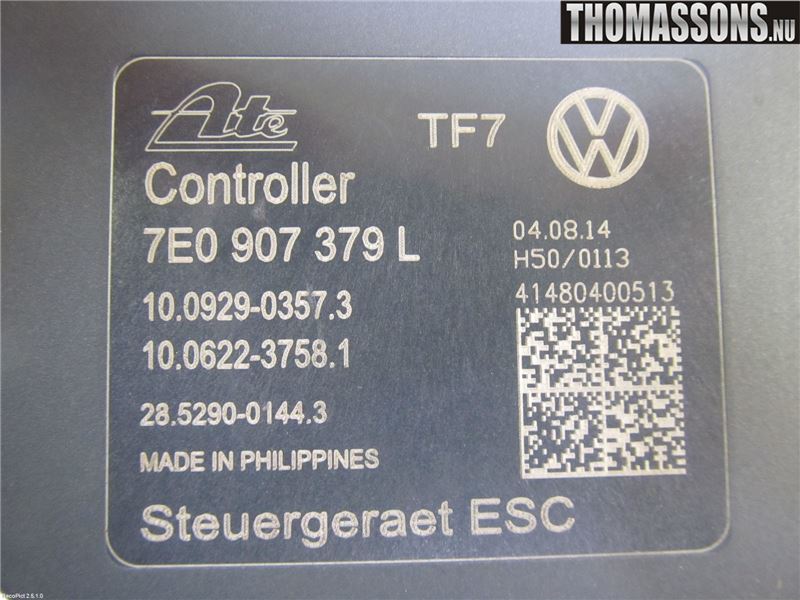 THOMASSONS.NU
Ate
TF7
Controller
7E0 907 379 L
04.08.14
H50/0113
10.0929-0357.3
41480400513
10.0622-3758.1
28.5290-0144.3
MADE IN PHILIPPINES
Steuergeraet ESC